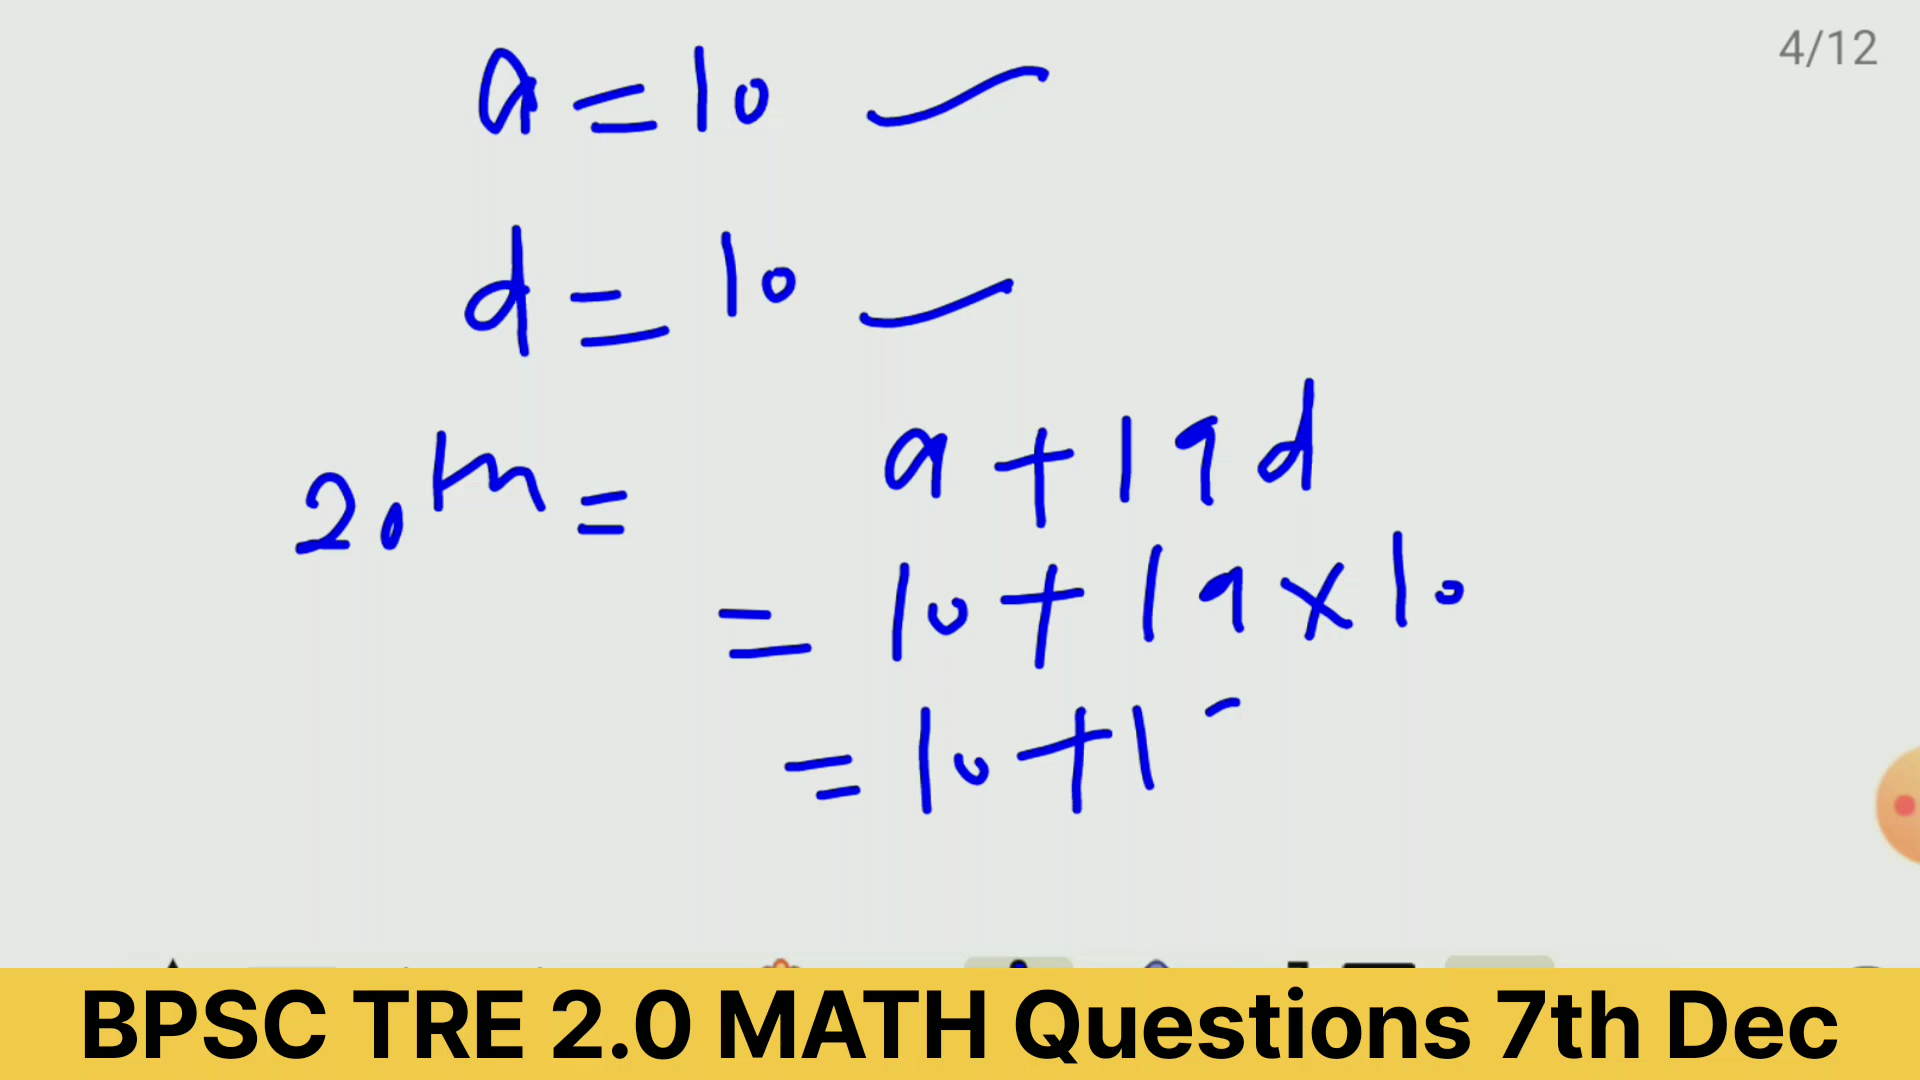 4/12
a = 10
d = 10
20th = a + 19d
= 10 + 19 × 10
= 10 + 1
BPSC TRE 2.0 MATH Questions 7th Dec